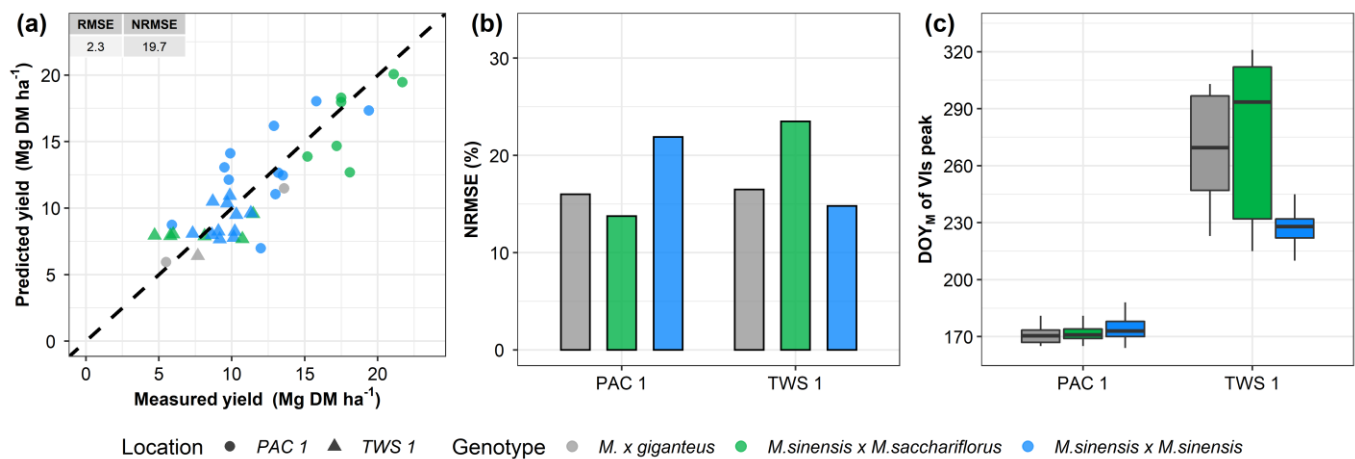 (a)
RMSE NRMSE
2.3 19.7
20
15
10
5
0
0 5 10 15 20
Predicted yield (Mg DM ha⁻¹)
Measured yield (Mg DM ha⁻¹)
(b)
30
20
10
0
NRMSE (%)
PAC 1 TWS 1
(c)
320
290
260
230
200
170
DOY_M of VIs peak
PAC 1 TWS 1
Location PAC 1 TWS 1 Genotype M. x giganteus M.sinensis x M.sacchariflorus M.sinensis x M.sinensis